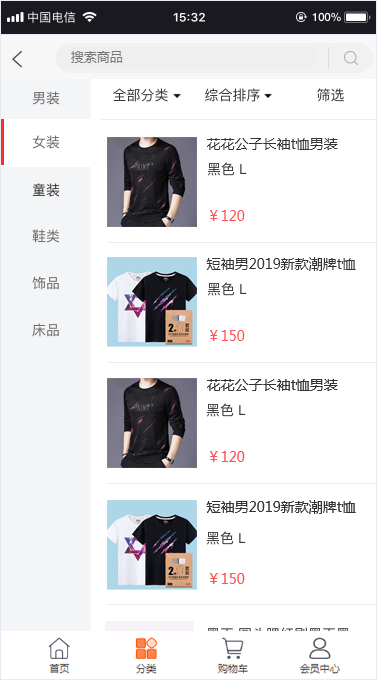 中国电信 15:32 100%
搜索商品
男装
女装
童装
鞋类
饰品
床品
全部分类 综合排序 筛选
花花公子长袖t恤男装
黑色 L
￥120
短袖男2019新款潮牌t恤
黑色 L
￥150
花花公子长袖t恤男装
黑色 L
￥120
短袖男2019新款潮牌t恤
黑色 L
￥150
首页 分类 购物车 会员中心